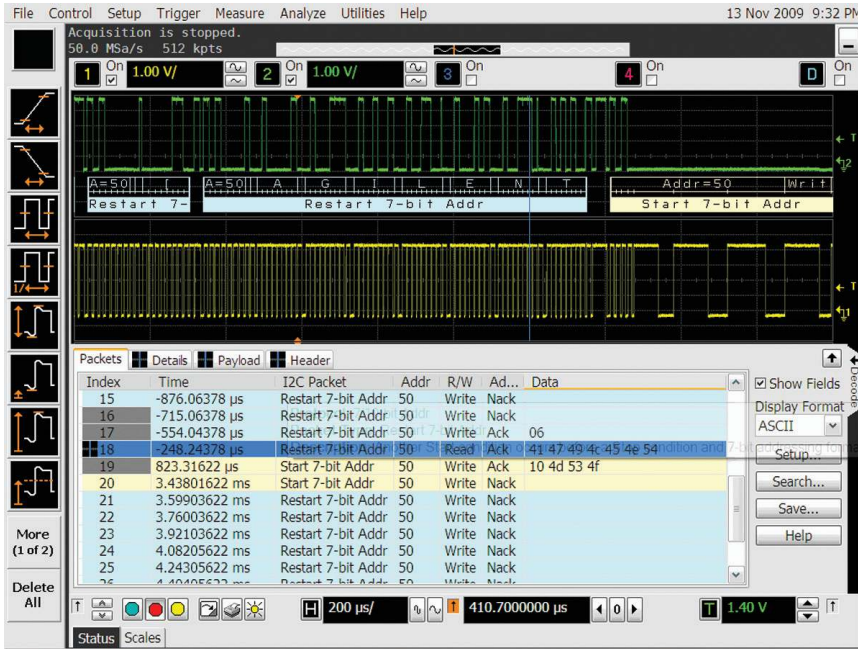 File Control Setup Trigger Measure Analyze Utilities Help 13 Nov 2009 9:32 PM
Acquisition is stopped.
50.0 MSa/s 512 kpts
1 On 1.00 V/ 2 On 1.00 V/ 3 On 4 On D On
T
2
A=50 A=50 A G I L E N T Addr=50 Writ
Restart 7- Restart 7-bit Addr Start 7-bit Addr
T
1
Packets Details Payload Header
Decode
Index Time I2C Packet Addr R/W Ad... Data
Show Fields
15 -876.06378 µs Restart 7-bit Addr 50 Write Nack
Display Format
16 -715.06378 µs Restart 7-bit Addr 50 Write Nack
17 -554.04378 µs Restart 7-bit Addr 50 Write Ack 06
ASCII
18 -248.24378 µs Restart 7-bit Addr 50 Read Ack 41 47 49 4c 45 4e 54
Setup...
19 823.31622 µs Start 7-bit Addr 50 Write Ack 10 4d 53 4f
20 3.43801622 ms Start 7-bit Addr 50 Write Nack
Search...
21 3.59903622 ms Restart 7-bit Addr 50 Write Nack
22 3.76003622 ms Restart 7-bit Addr 50 Write Nack
Save...
23 3.92103622 ms Restart 7-bit Addr 50 Write Nack
Help
24 4.08205622 ms Restart 7-bit Addr 50 Write Nack
25 4.24305622 ms Restart 7-bit Addr 50 Write Nack
More
(1 of 2)
Delete
All
H 200 µs/ 410.7000000 µs 0 T 1.40 V
Status Scales